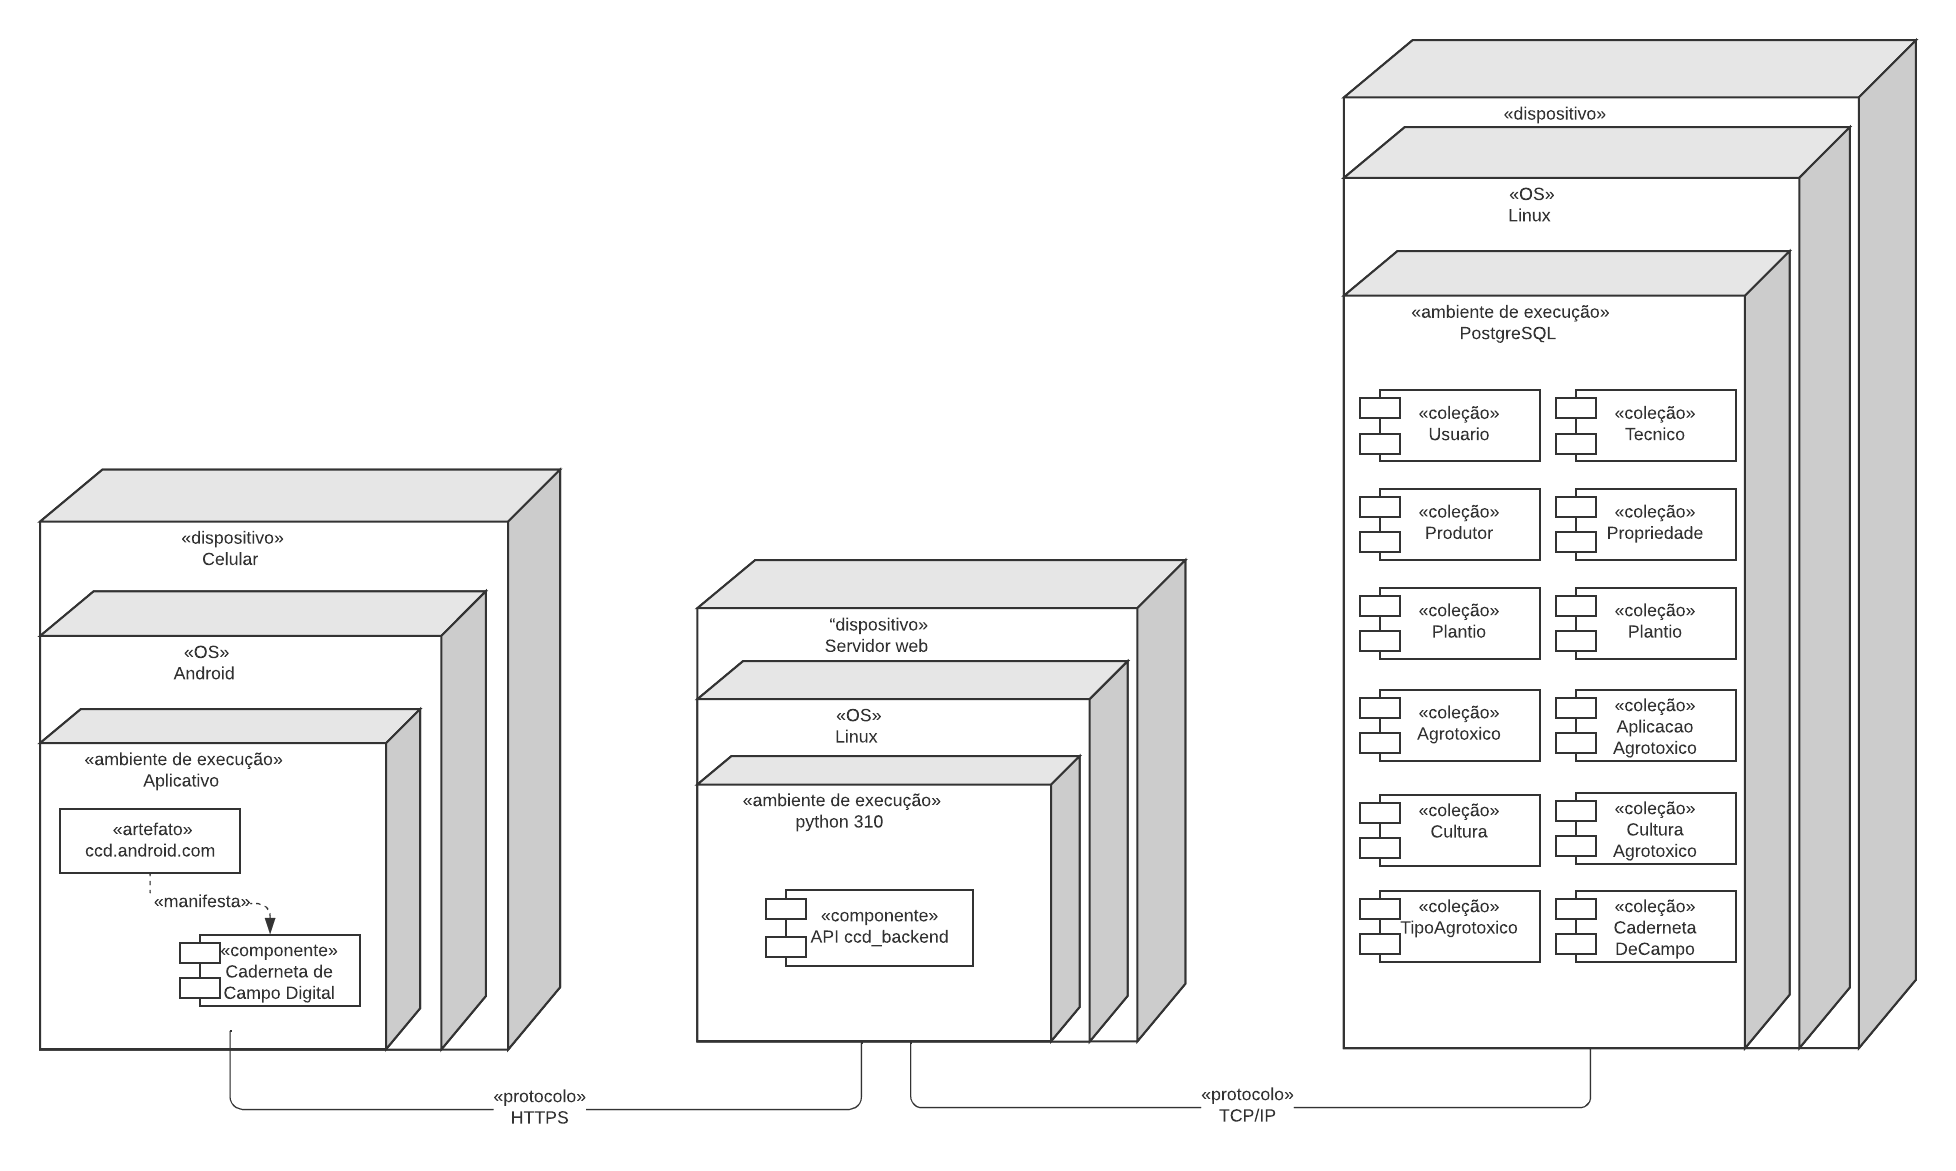 «dispositivo»
Celular
«OS»
Android
«ambiente de execução»
Aplicativo
«artefato»
ccd.android.com
«manifesta»
«componente»
Caderneta de
Campo Digital
«protocolo»
HTTPS
“dispositivo»
Servidor web
«OS»
Linux
«ambiente de execução»
python 310
«componente»
API ccd_backend
«protocolo»
TCP/IP
«dispositivo»
«OS»
Linux
«ambiente de execução»
PostgreSQL
«coleção»
Usuario
«coleção»
Tecnico
«coleção»
Produtor
«coleção»
Propriedade
«coleção»
Plantio
«coleção»
Plantio
«coleção»
Agrotoxico
«coleção»
Aplicacao
Agrotoxico
«coleção»
Cultura
«coleção»
Cultura
Agrotoxico
«coleção»
TipoAgrotoxico
«coleção»
Caderneta
DeCampo